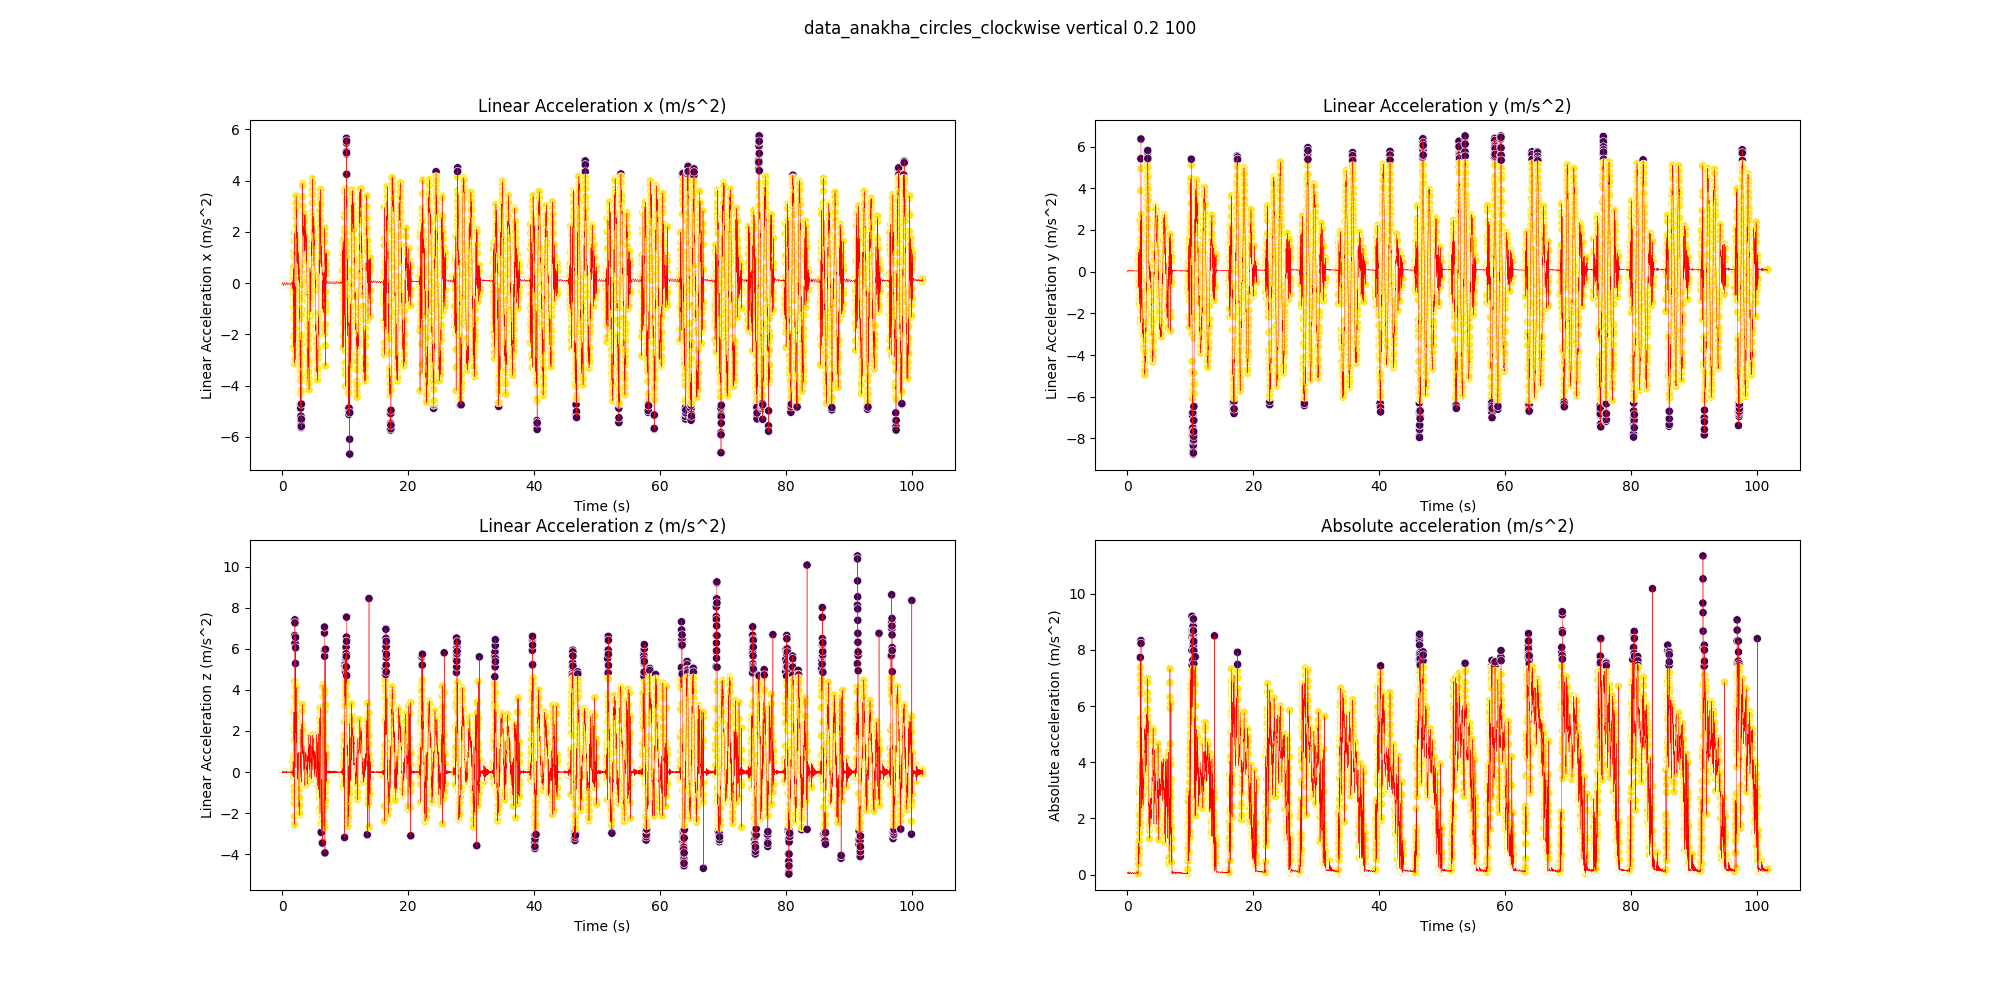 data_anakha_circles_clockwise vertical 0.2 100
Linear Acceleration x (m/s^2)
Linear Acceleration x (m/s^2)
6
4
2
0
−2
−4
−6
0 20 40 60 80 100
Time (s)
Linear Acceleration y (m/s^2)
Linear Acceleration y (m/s^2)
6
4
2
0
−2
−4
−6
−8
0 20 40 60 80 100
Time (s)
Linear Acceleration z (m/s^2)
Linear Acceleration z (m/s^2)
10
8
6
4
2
0
−2
−4
0 20 40 60 80 100
Time (s)
Absolute acceleration (m/s^2)
Absolute acceleration (m/s^2)
10
8
6
4
2
0
0 20 40 60 80 100
Time (s)